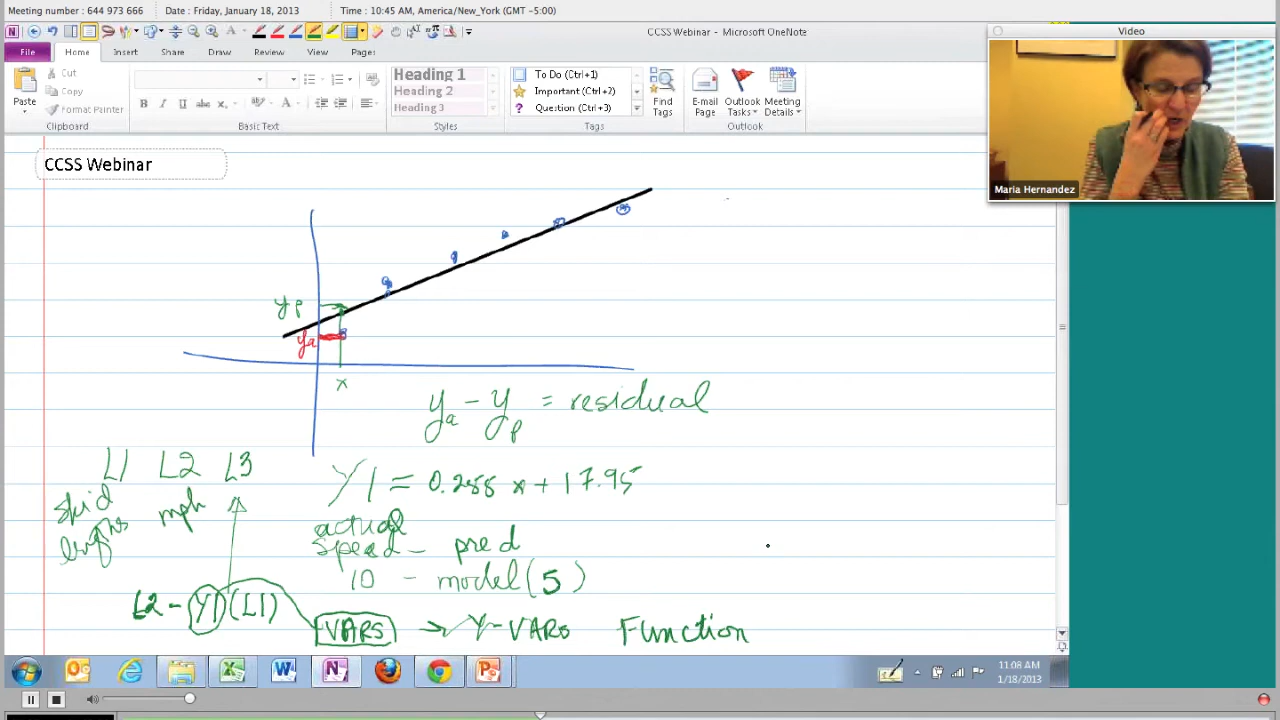 Meeting number : 644 973 666 Date : Friday, January 18, 2013 Time : 10:45 AM, America/New_York (GMT -5:00)
CCSS Webinar - Microsoft OneNote
Video
File Home Insert Share Draw Review View Pages
Paste
Cut
Copy
Format Painter
Clipboard
B I U abc
Basic Text
Heading 1
Heading 2
Heading 3
Styles
To Do (Ctrl+1)
Important (Ctrl+2)
Question (Ctrl+3)
Tags
Find Tags
E-mail Page
Outlook Tasks
Meeting Details
Outlook
Maria Hernandez
CCSS Webinar
yp
ya
x
ya - yp = residual
L1 L2 L3
skid lengths
mph
Y1 = 0.288 x + 17.95
actual
speed - pred
10 - model(5)
L2 - Y1(L1)
VARS → Y-VARS Function
11:08 AM
1/18/2013